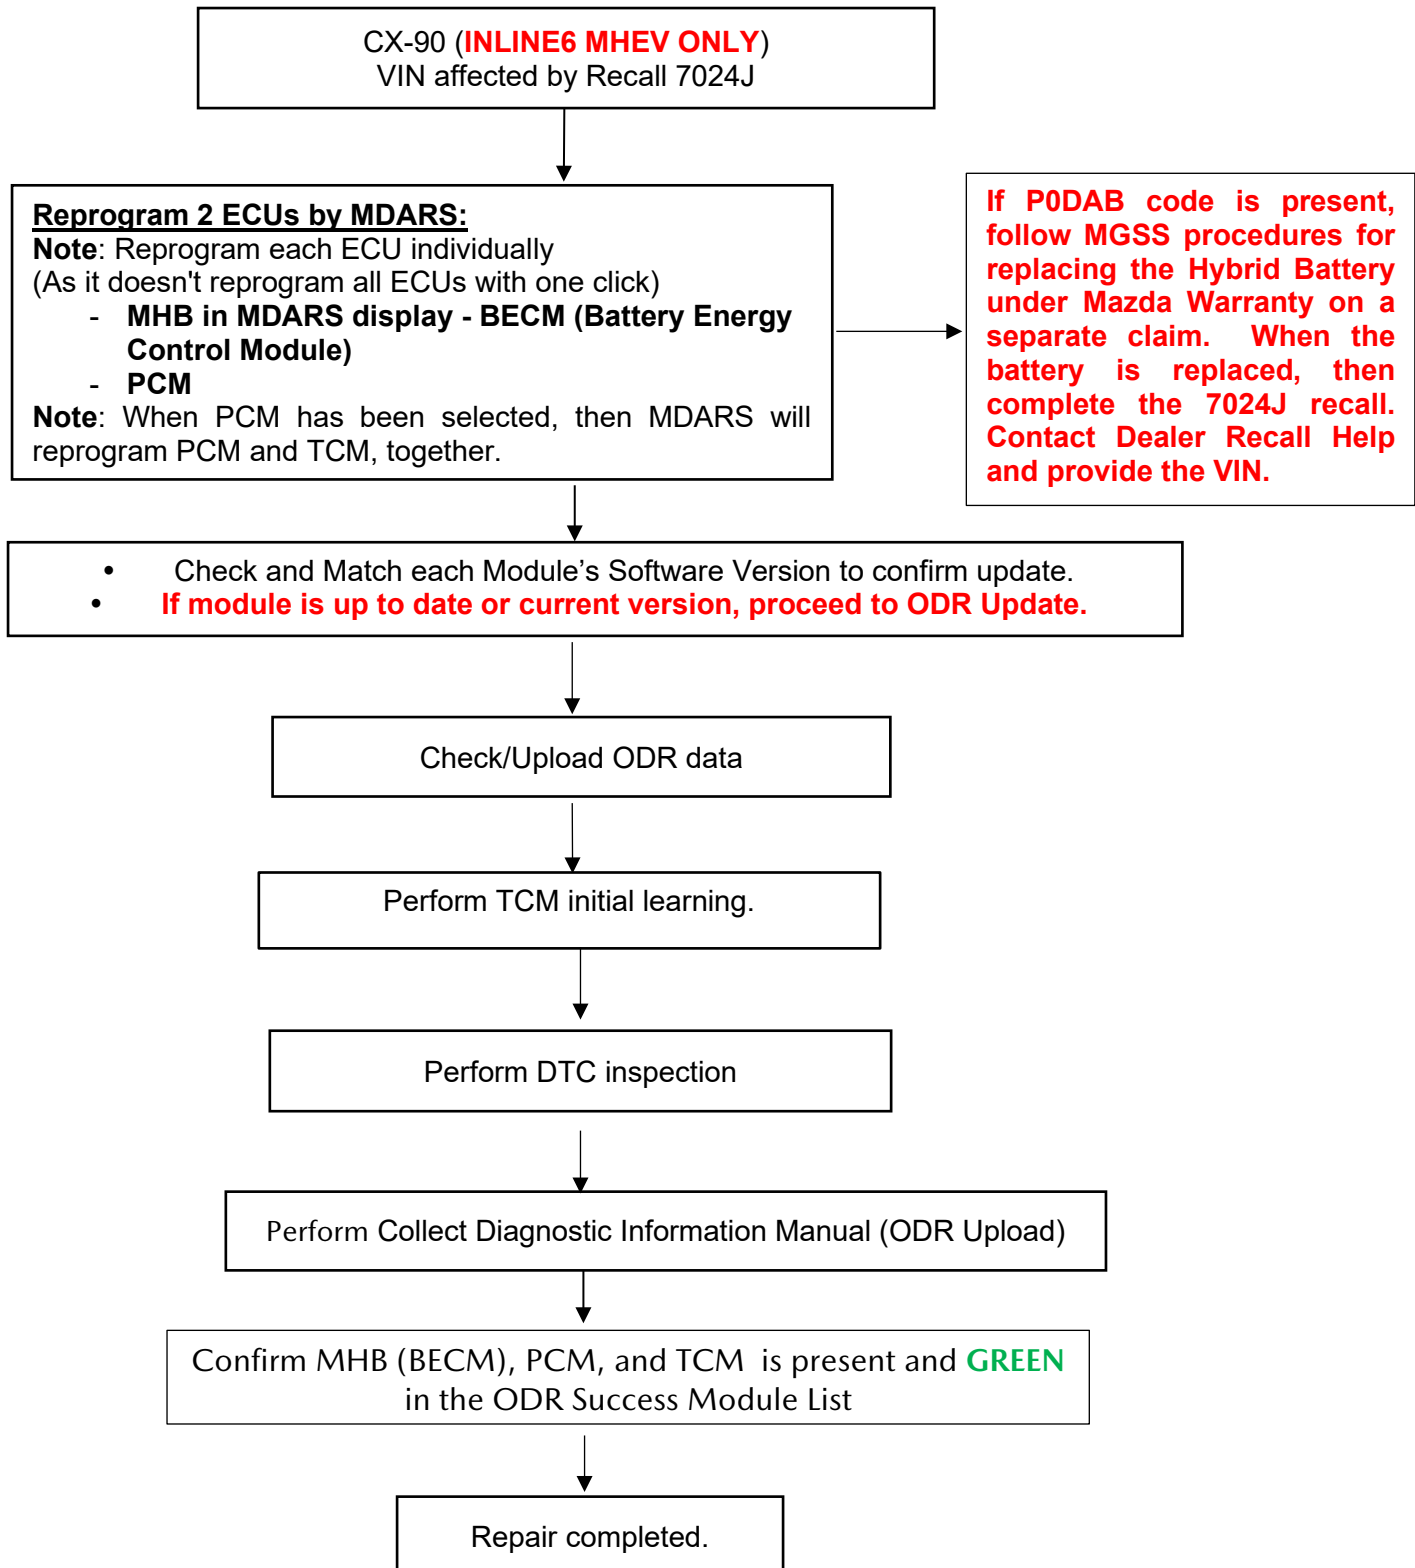 CX-90 (INLINE6 MHEV ONLY)
VIN affected by Recall 7024J
Reprogram 2 ECUs by MDARS:
Note: Reprogram each ECU individually
(As it doesn't reprogram all ECUs with one click)
- MHB in MDARS display - BECM (Battery Energy
Control Module)
- PCM
Note: When PCM has been selected, then MDARS will
reprogram PCM and TCM, together.
If P0DAB code is present,
follow MGSS procedures for
replacing the Hybrid Battery
under Mazda Warranty on a
separate claim. When the
battery is replaced, then
complete the 7024J recall.
Contact Dealer Recall Help
and provide the VIN.
• Check and Match each Module’s Software Version to confirm update.
• If module is up to date or current version, proceed to ODR Update.
Check/Upload ODR data
Perform TCM initial learning.
Perform DTC inspection
Perform Collect Diagnostic Information Manual (ODR Upload)
Confirm MHB (BECM), PCM, and TCM is present and GREEN
in the ODR Success Module List
Repair completed.